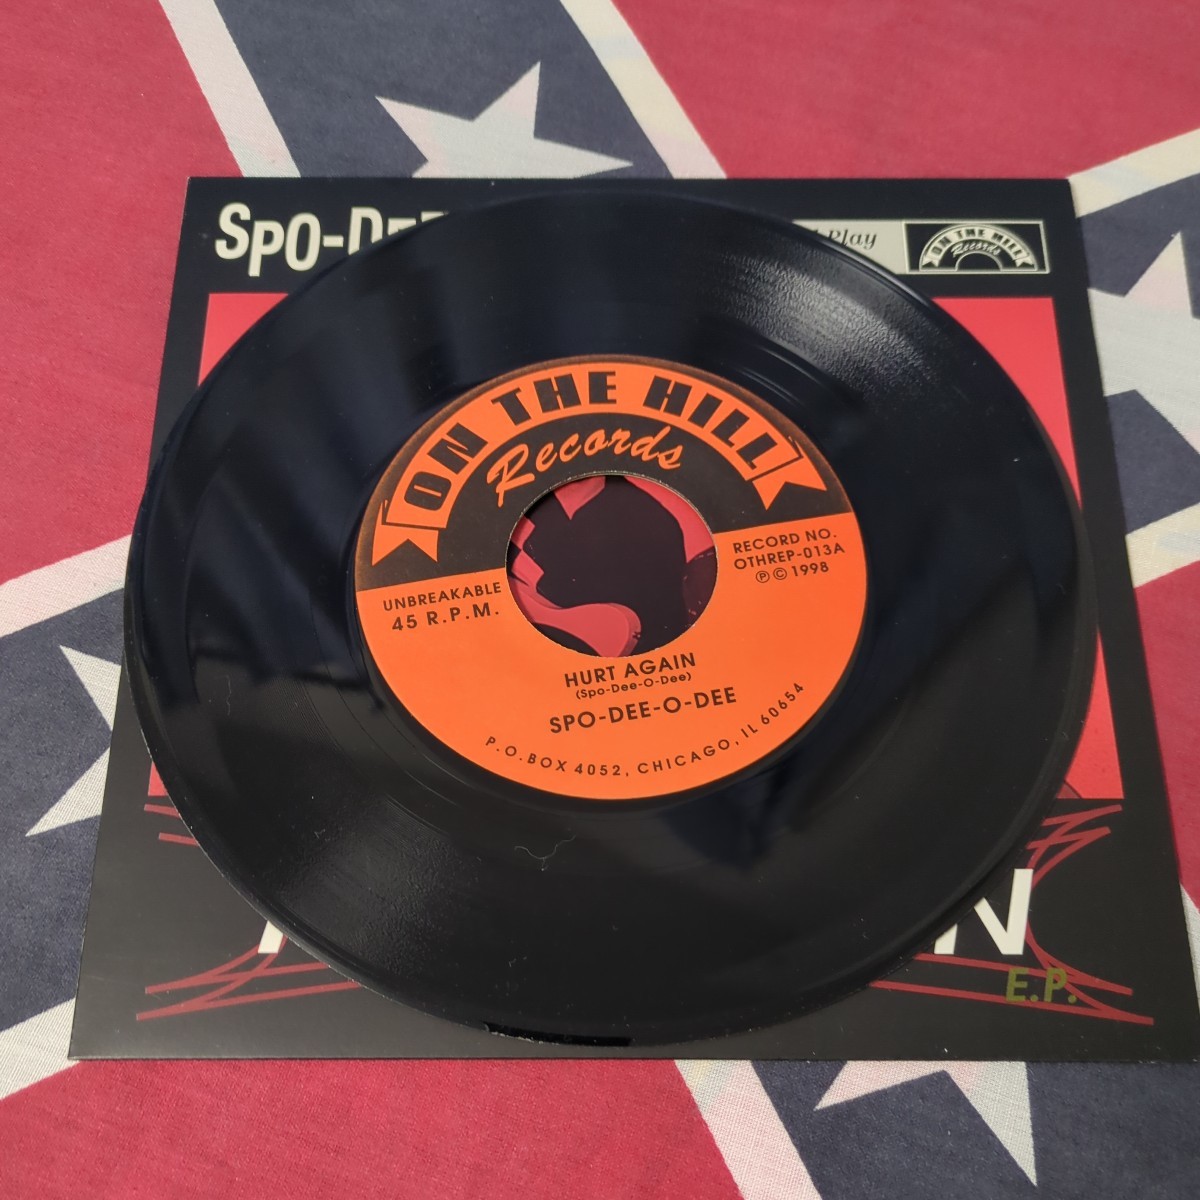 SPO-DEE
Play
ON THE HILL
Records
ON THE HILL
Records
UNBREAKABLE
45 R.P.M.
RECORD NO.
OTHREP-013A
Ⓟ © 1998
HURT AGAIN
(Spo-Dee-O-Dee)
SPO-DEE-O-DEE
P.O.BOX 4052, CHICAGO, IL 60654
N
E.P.